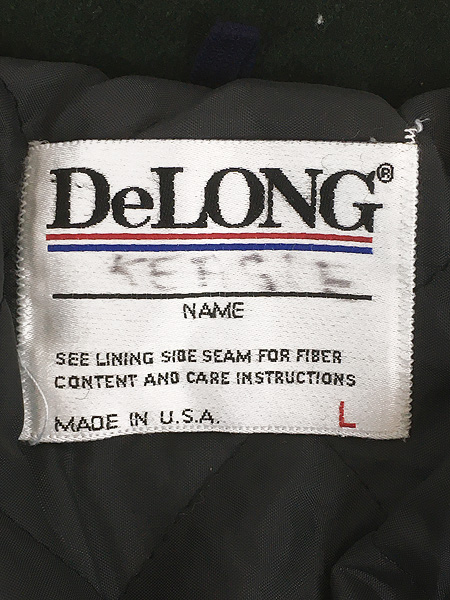 DeLONG®
NAME
SEE LINING SIDE SEAM FOR FIBER
CONTENT AND CARE INSTRUCTIONS
MADE IN U.S.A. L